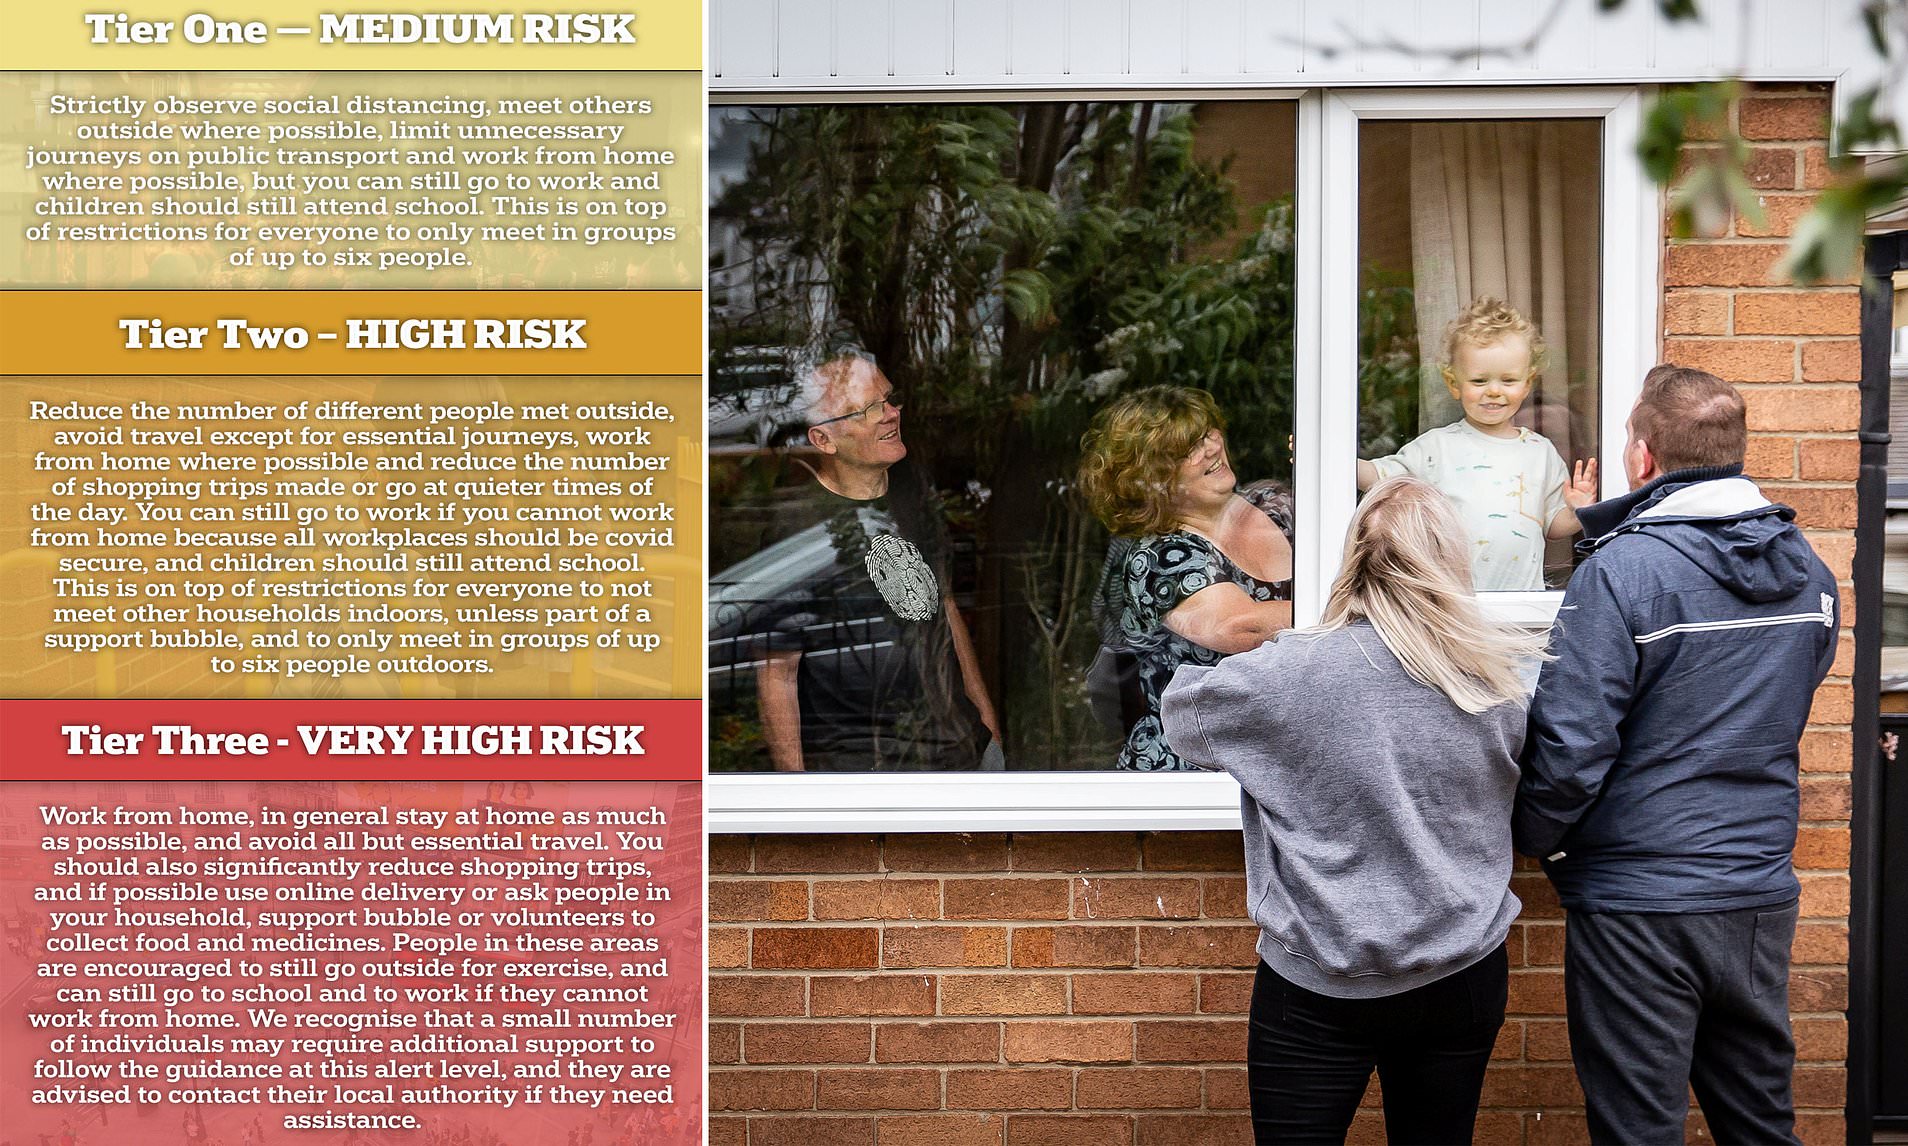 Tier One — MEDIUM RISK
Strictly observe social distancing, meet others
outside where possible, limit unnecessary
journeys on public transport and work from home
where possible, but you can still go to work and
children should still attend school. This is on top
of restrictions for everyone to only meet in groups
of up to six people.
Tier Two – HIGH RISK
Reduce the number of different people met outside,
avoid travel except for essential journeys, work
from home where possible and reduce the number
of shopping trips made or go at quieter times of
the day. You can still go to work if you cannot work
from home because all workplaces should be covid
secure, and children should still attend school.
This is on top of restrictions for everyone to not
meet other households indoors, unless part of a
support bubble, and to only meet in groups of up
to six people outdoors.
Tier Three - VERY HIGH RISK
Work from home, in general stay at home as much
as possible, and avoid all but essential travel. You
should also significantly reduce shopping trips,
and if possible use online delivery or ask people in
your household, support bubble or volunteers to
collect food and medicines. People in these areas
are encouraged to still go outside for exercise, and
can still go to school and to work if they cannot
work from home. We recognise that a small number
of individuals may require additional support to
follow the guidance at this alert level, and they are
advised to contact their local authority if they need
assistance.